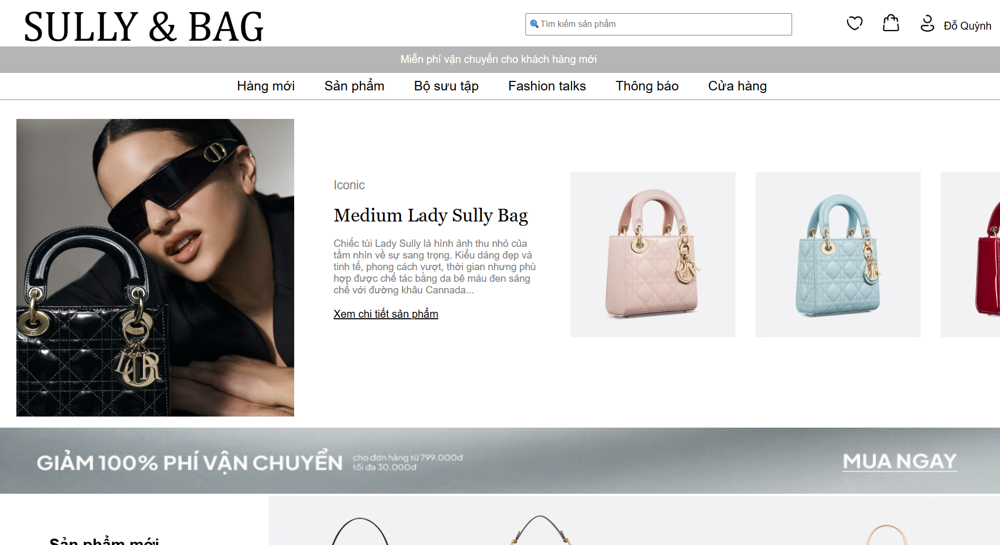 SULLY & BAG
Tìm kiếm sản phẩm
Đỗ Quỳnh
Miễn phí vận chuyển cho khách hàng mới
Hàng mới
Sản phẩm
Bộ sưu tập
Fashion talks
Thông báo
Cửa hàng
Iconic
Medium Lady Sully Bag
Chiếc túi Lady Sully là hình ảnh thu nhỏ của
tầm nhìn về sự sang trọng. Kiểu dáng đẹp và
tinh tế, phong cách vượt, thời gian nhưng phù
hợp được chế tác bằng da bê màu đen sáng
chế với đường khâu Cannada...
Xem chi tiết sản phẩm
GIẢM 100% PHÍ VẬN CHUYỂN
cho đơn hàng từ 799.000đ
tối đa 30.000đ
MUA NGAY
Sản phẩm mới